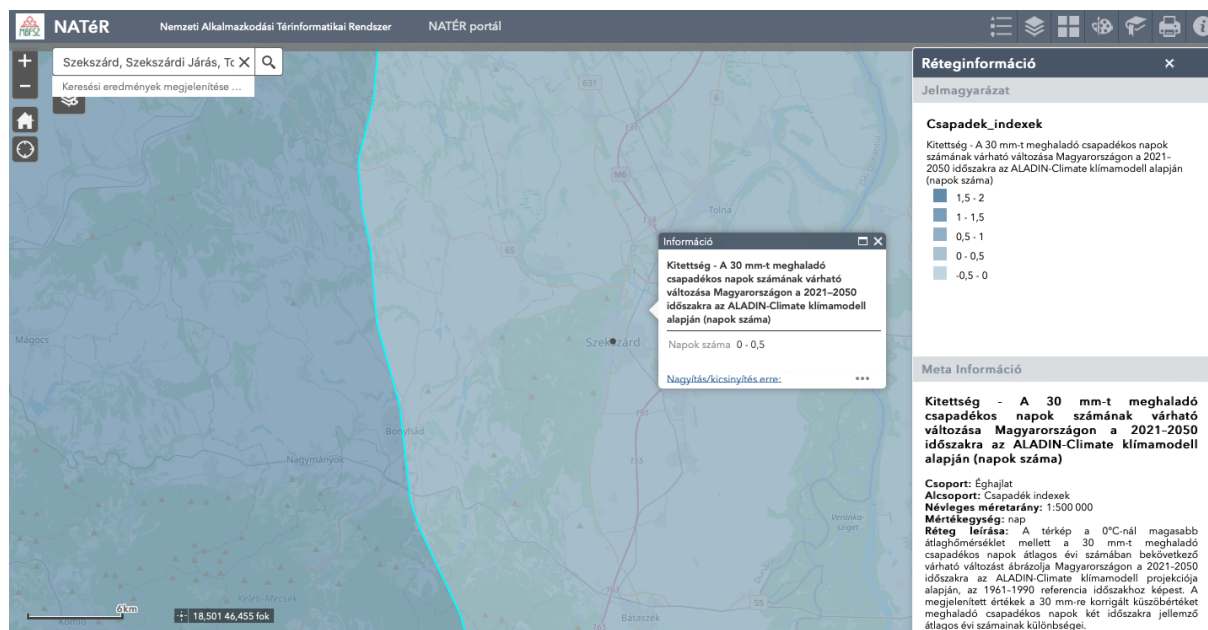 MBFSZ
NATéR
Nemzeti Alkalmazkodási Térinformatikai Rendszer
NATÉR portál
+
−
Szekszárd, Szekszárdi Járás, To
Keresési eredmények megjelenítése ...
631
6
M6
Tolna
65
Szekszárd
Mágocs
Bonyhád
Nagymányok
Veránka-
sziget
Keleti-Mecsek
55
Bátaszék
Komló
6km
18,501 46,455 fok
Információ
Kitettség - A 30 mm-t meghaladó
csapadékos napok számának várható
változása Magyarországon a 2021–2050
időszakra az ALADIN-Climate klímamodell
alapján (napok száma)
Napok száma 0 - 0,5
Nagyítás/kicsinyítés erre:
Réteginformáció
Jelmagyarázat
Csapadek_indexek
Kitettség - A 30 mm-t meghaladó csapadékos napok
számának várható változása Magyarországon a 2021–
2050 időszakra az ALADIN-Climate klímamodell alapján
(napok száma)
1,5 - 2
1 - 1,5
0,5 - 1
0 - 0,5
-0,5 - 0
Meta Információ
Kitettség - A 30 mm-t meghaladó
csapadékos napok számának várható
változása Magyarországon a 2021–2050
időszakra az ALADIN-Climate klímamodell
alapján (napok száma)
Csoport: Éghajlat
Alcsoport: Csapadék indexek
Névleges méretarány: 1:500 000
Mértékegység: nap
Réteg leírása: A térkép a 0°C-nál magasabb
átlaghőmérséklet mellett a 30 mm-t meghaladó
csapadékos napok átlagos évi számában bekövetkező
várható változást ábrázolja Magyarországon a 2021–2050
időszakra az ALADIN-Climate klímamodell projekciója
alapján, az 1961–1990 referencia időszakhoz képest. A
megjelenített értékek a 30 mm-re korrigált küszöbértéket
meghaladó csapadékos napok két időszakra jellemző
átlagos évi számainak különbségei.